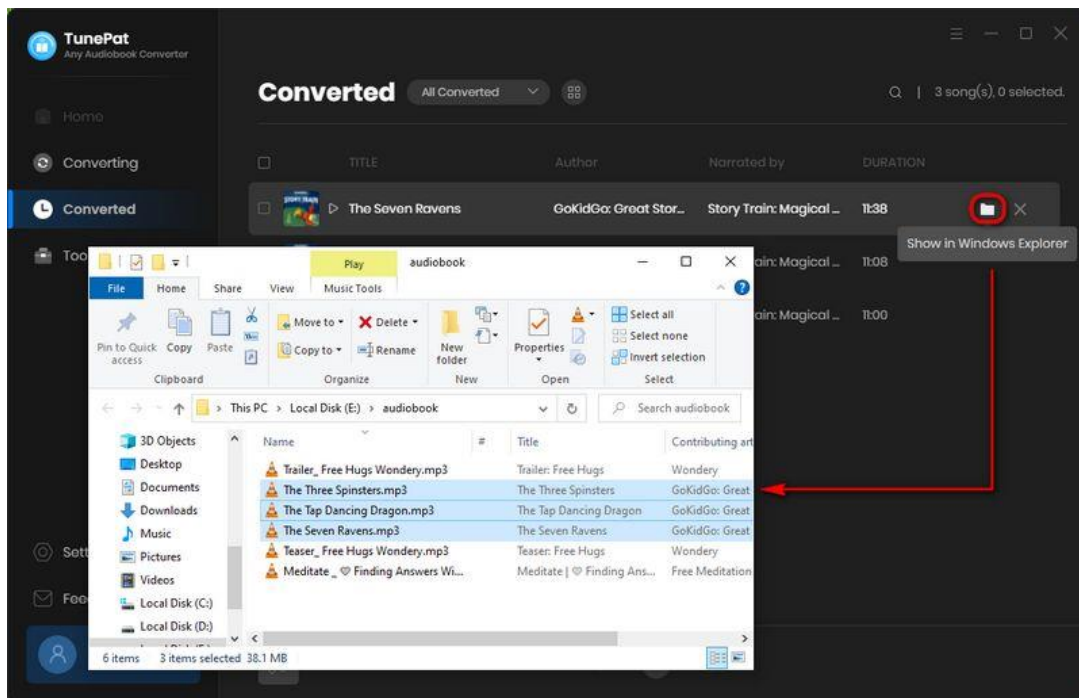 TunePat
Any Audiobook Converter
Home
Converting
Converted
Converted All Converted
3 song(s), 0 selected.
TITLE Author Narrated by DURATION
The Seven Ravens GoKidGo: Great Stor... Story Train: Magical ... 11:38
Show in Windows Explorer
ain: Magical ... 11:08
ain: Magical ... 11:00
Too
Sett
Fee
Play audiobook
File Home Share View Music Tools
Pin to Quick access
Copy
Paste
Move to
Copy to
Delete
Rename
New folder
Properties
Select all
Select none
Invert selection
Clipboard Organize New Open Select
This PC > Local Disk (E:) > audiobook
Search audiobook
3D Objects
Desktop
Documents
Downloads
Music
Pictures
Videos
Local Disk (C:)
Local Disk (D:)
Name # Title Contributing art
Trailer_ Free Hugs Wondery.mp3 Trailer: Free Hugs Wondery
The Three Spinsters.mp3 The Three Spinsters GoKidGo: Great
The Tap Dancing Dragon.mp3 The Tap Dancing Dragon GoKidGo: Great
The Seven Ravens.mp3 The Seven Ravens GoKidGo: Great
Teaser_ Free Hugs Wondery.mp3 Teaser: Free Hugs Wondery
Meditate _ 🤍 Finding Answers Wi... Meditate | 🤍 Finding Ans... Free Meditation
6 items 3 items selected 38.1 MB